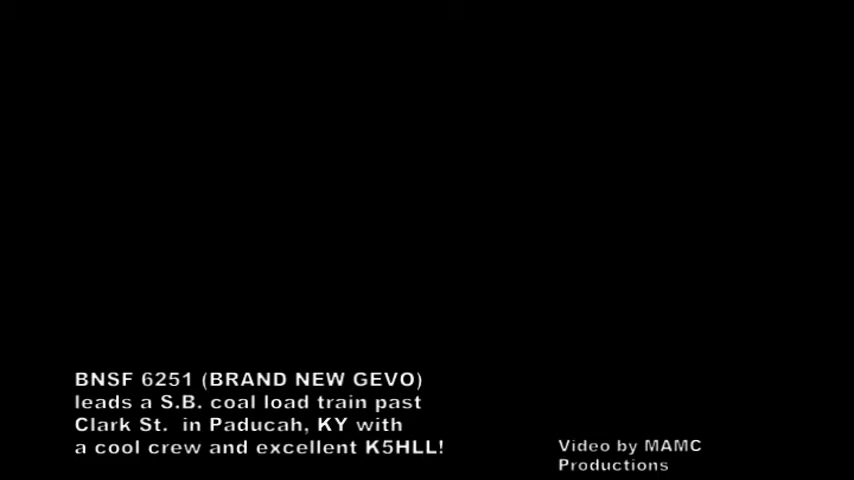 BNSF 6251 (BRAND NEW GEVO)
leads a S.B. coal load train past
Clark St.  in Paducah, KY with
a cool crew and excellent K5HLL!
Video by MAMC
Productions